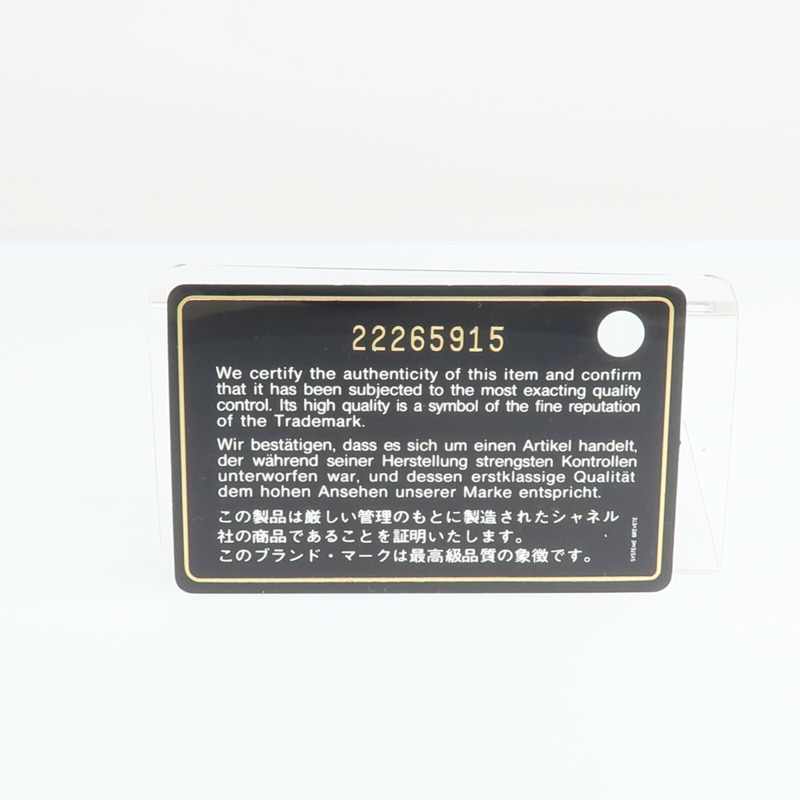 22265915
We certify the authenticity of this item and confirm
that it has been subjected to the most exacting quality
control. Its high quality is a symbol of the fine reputation
of the Trademark.
Wir bestätigen, dass es sich um einen Artikel handelt,
der während seiner Herstellung strengsten Kontrollen
unterworfen war, und dessen erstklassige Qualität
dem hohen Ansehen unserer Marke entspricht.
この製品は厳しい管理のもとに製造されたシャネル
社の商品であることを証明いたします。
このブランド・マークは最高級品質の象徴です。
SYSTEME BREVETE